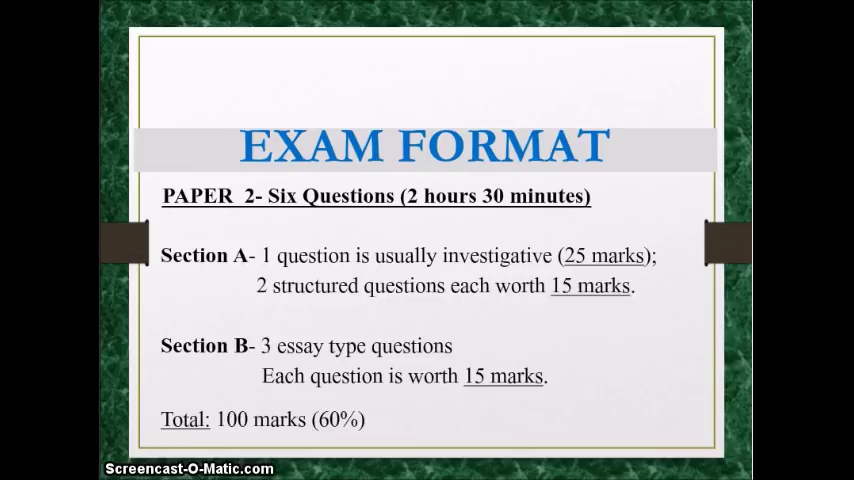 EXAM FORMAT
PAPER 2- Six Questions (2 hours 30 minutes)
Section A- 1 question is usually investigative (25 marks);
2 structured questions each worth 15 marks.
Section B- 3 essay type questions
Each question is worth 15 marks.
Total: 100 marks (60%)
Screencast-O-Matic.com